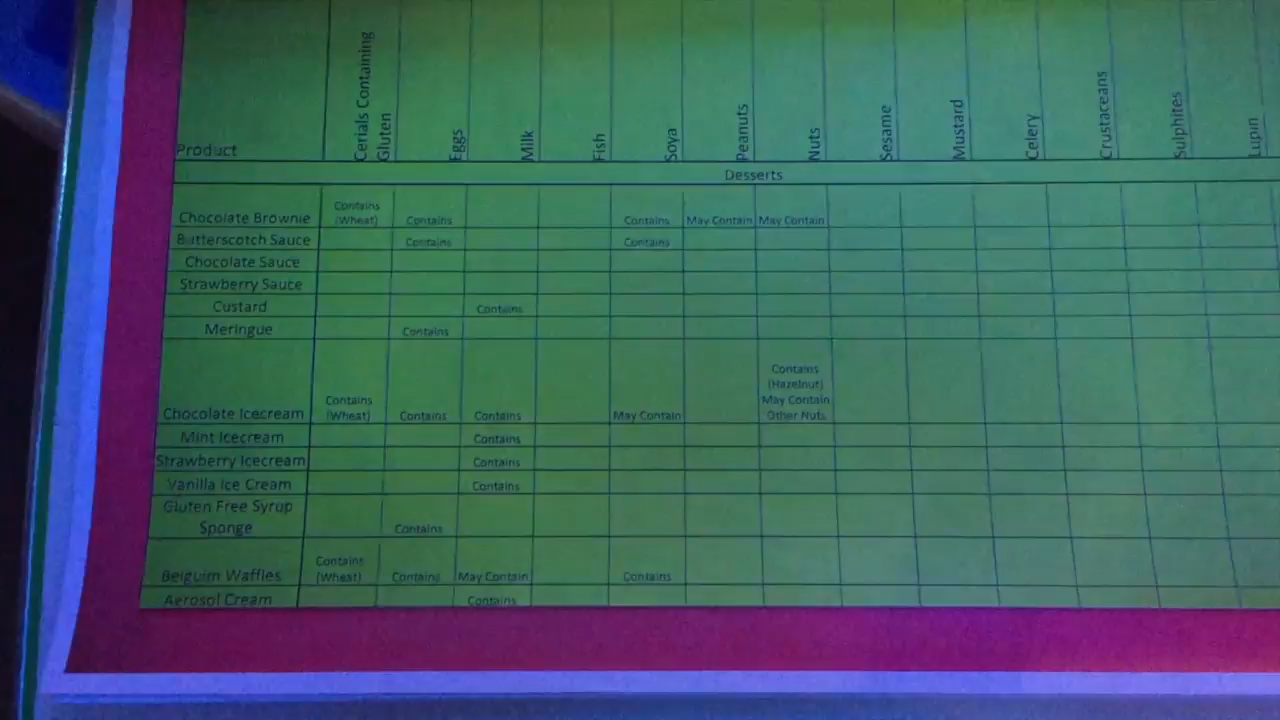 Product Cerials Containing Gluten Eggs Milk Fish Soya Peanuts Nuts Sesame Mustard Celery Crustaceans Sulphites Lupin
Desserts
Chocolate Brownie Contains (Wheat) Contains Contains May Contain May Contain
Butterscotch Sauce Contains Contains
Chocolate Sauce
Strawberry Sauce
Custard Contains
Meringue Contains
Chocolate Icecream Contains (Wheat) Contains Contains May Contain Contains (Hazelnut) May Contain Other Nuts
Mint Icecream Contains
Strawberry Icecream Contains
Vanilla Ice Cream Contains
Gluten Free Syrup Sponge Contains
Belguim Waffles Contains (Wheat) Contains May Contain Contains
Aerosol Cream Contains